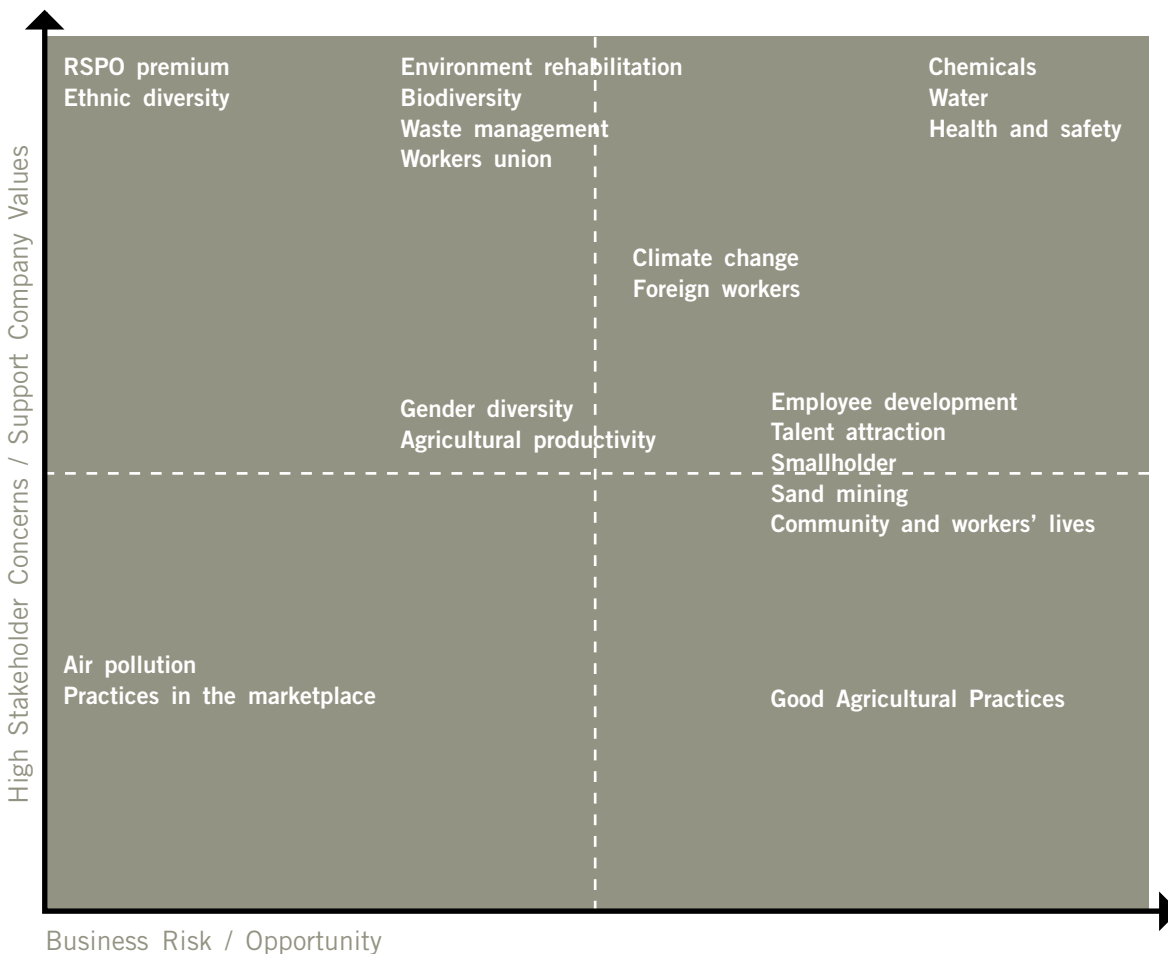 High Stakeholder Concerns / Support Company Values
RSPO premium
Ethnic diversity
Environment rehabilitation
Biodiversity
Waste management
Workers union
Chemicals
Water
Health and safety
Climate change
Foreign workers
Gender diversity
Agricultural productivity
Employee development
Talent attraction
Smallholder
Sand mining
Community and workers’ lives
Air pollution
Practices in the marketplace
Good Agricultural Practices
Business Risk / Opportunity